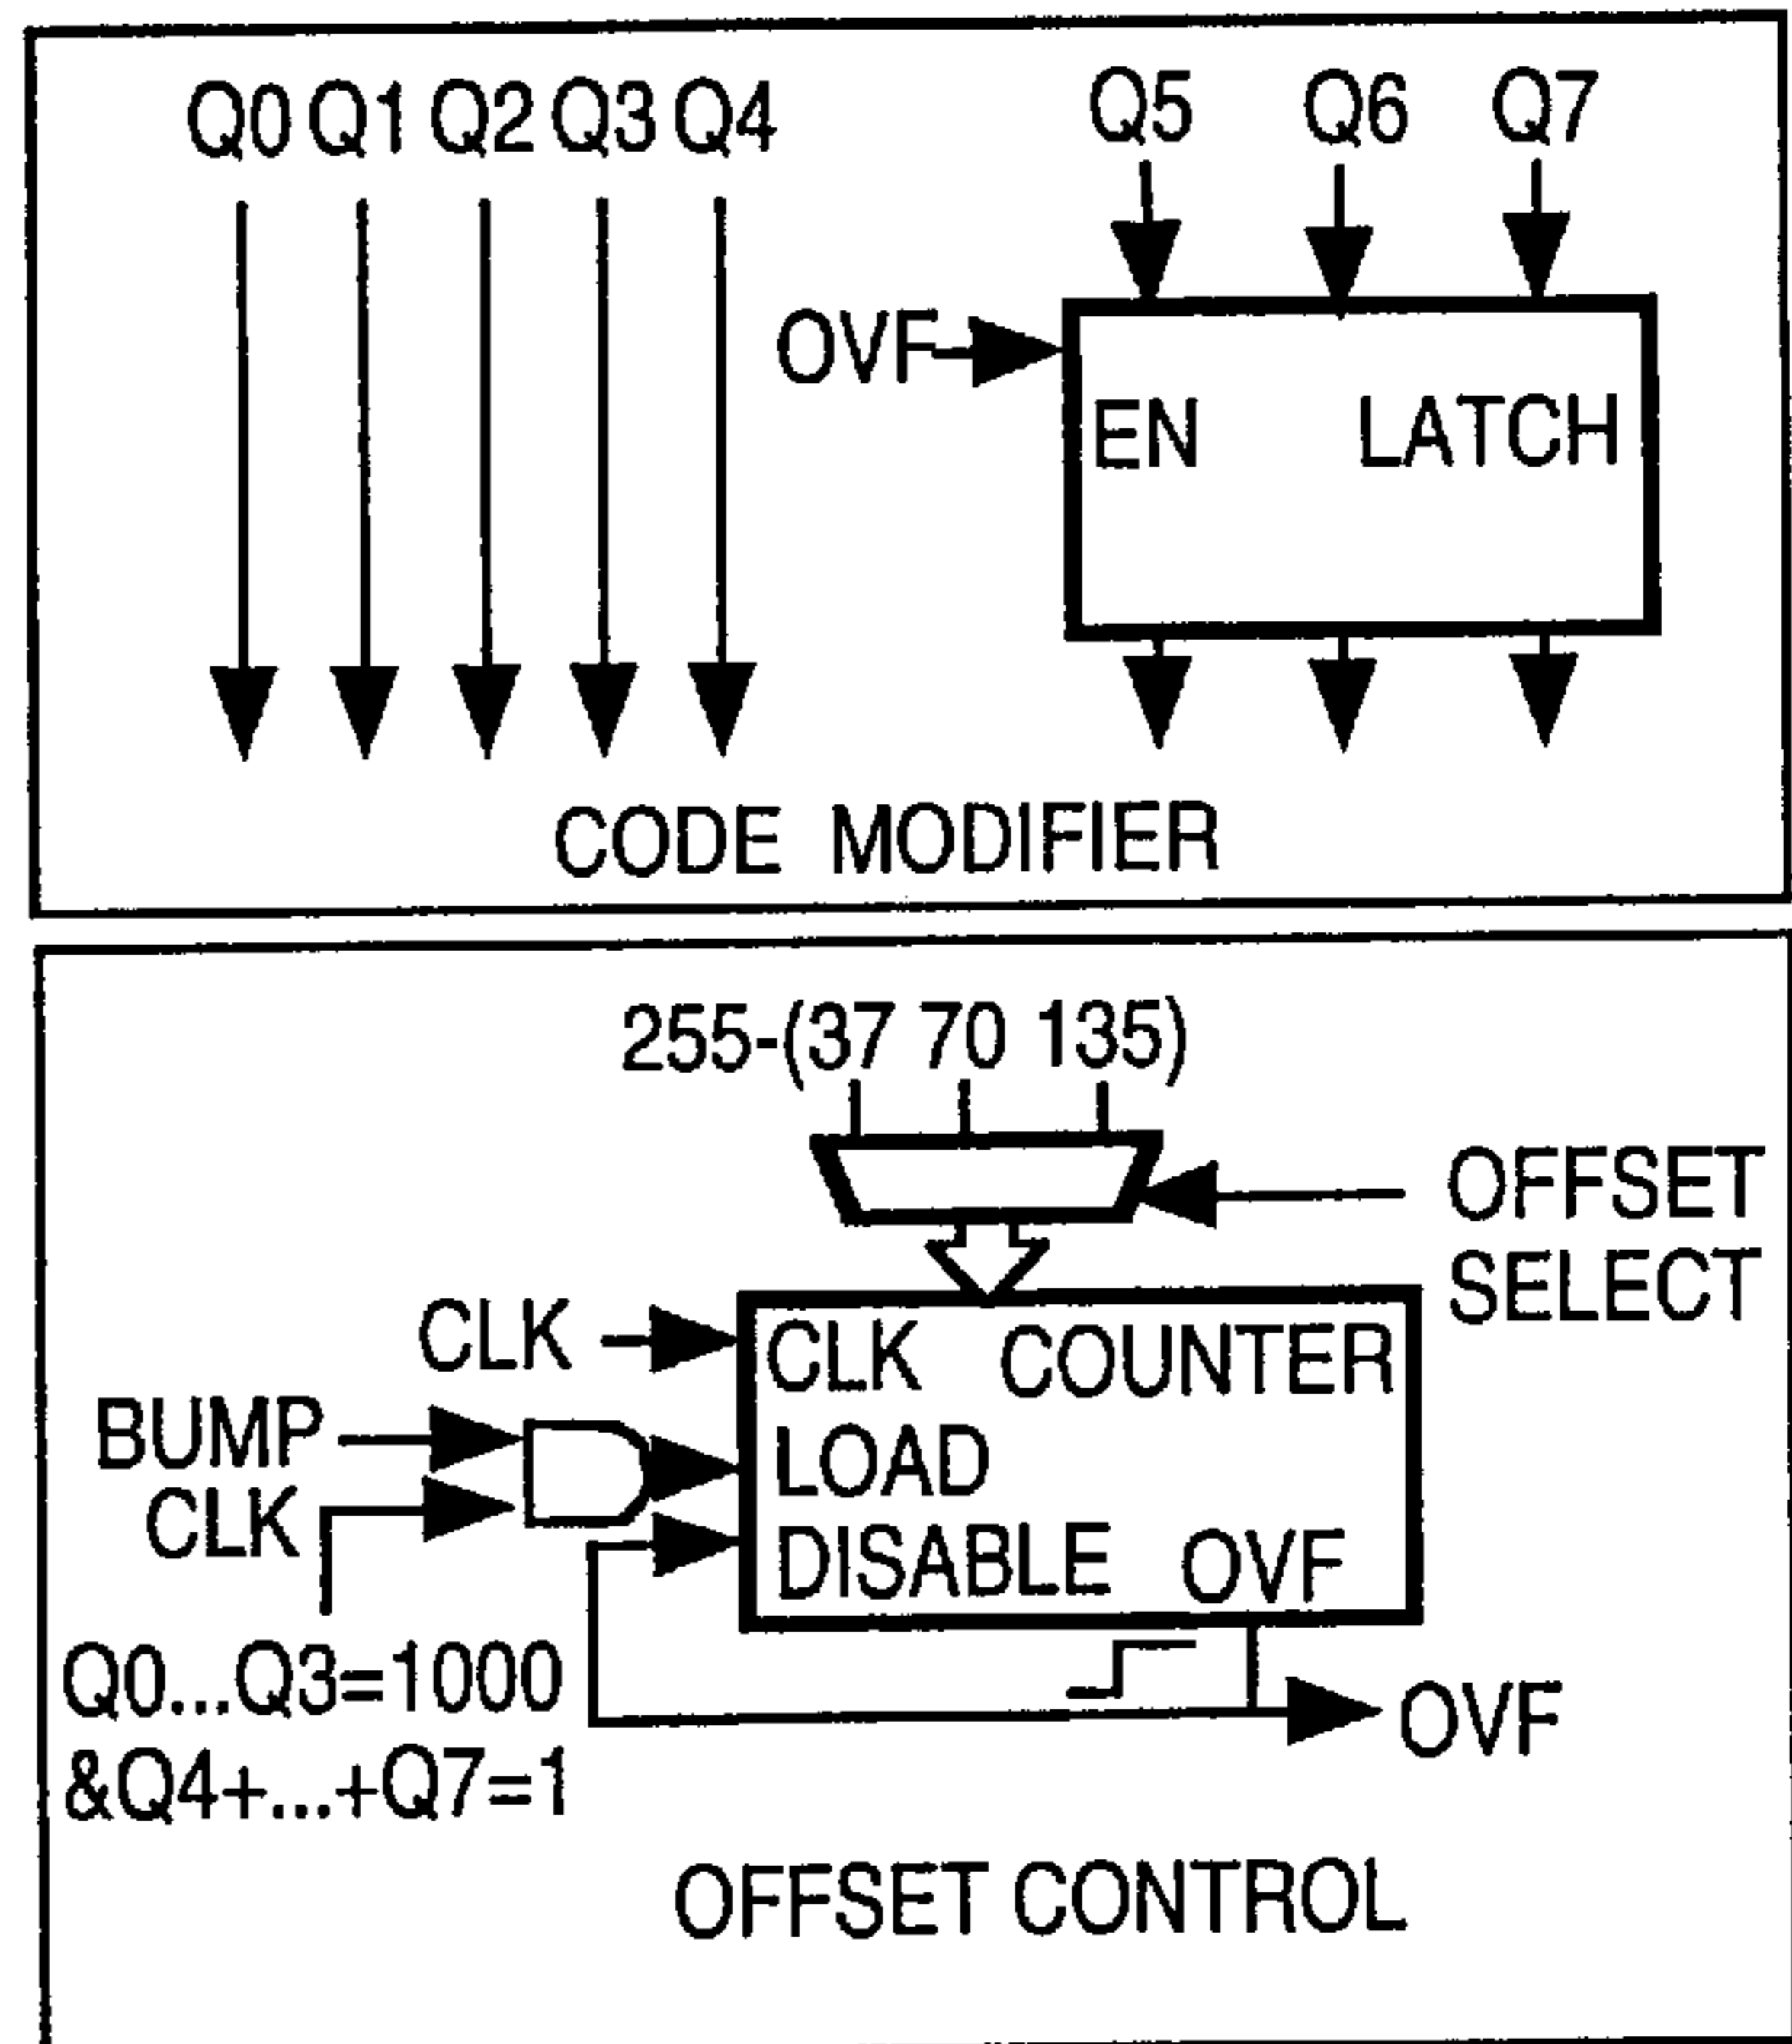 Q0 Q1 Q2 Q3 Q4 Q5 Q6 Q7
OVF
EN LATCH
CODE MODIFIER
255-(37 70 135)
OFFSET
SELECT
CLK
CLK COUNTER
BUMP
LOAD
CLK
DISABLE OVF
Q0...Q3=1000
&Q4+...+Q7=1
OVF
OFFSET CONTROL